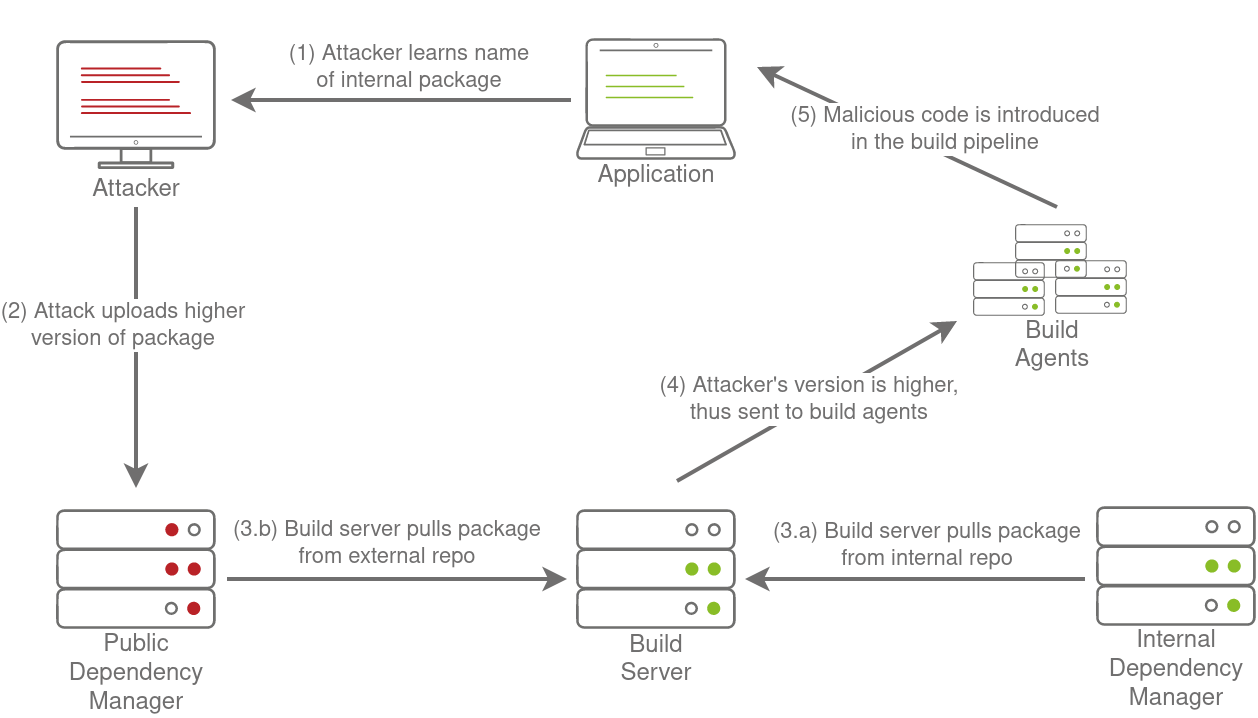 (1) Attacker learns name
of internal package
Attacker
Application
(5) Malicious code is introduced
in the build pipeline
(2) Attack uploads higher
version of package
Build
Agents
(4) Attacker's version is higher,
thus sent to build agents
(3.b) Build server pulls package
from external repo
(3.a) Build server pulls package
from internal repo
Public
Dependency
Manager
Build
Server
Internal
Dependency
Manager